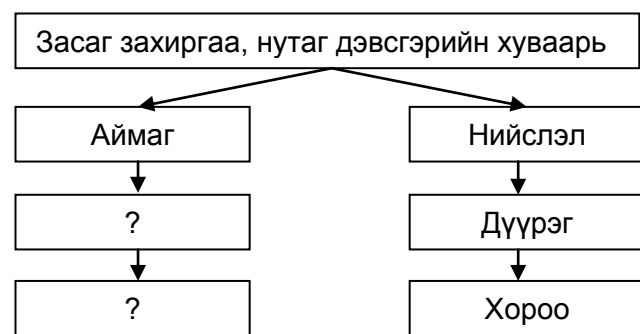 Засаг захиргаа, нутаг дэвсгэрийн хуваарь
Аймаг
Нийслэл
?
Дүүрэг
?
Хороо